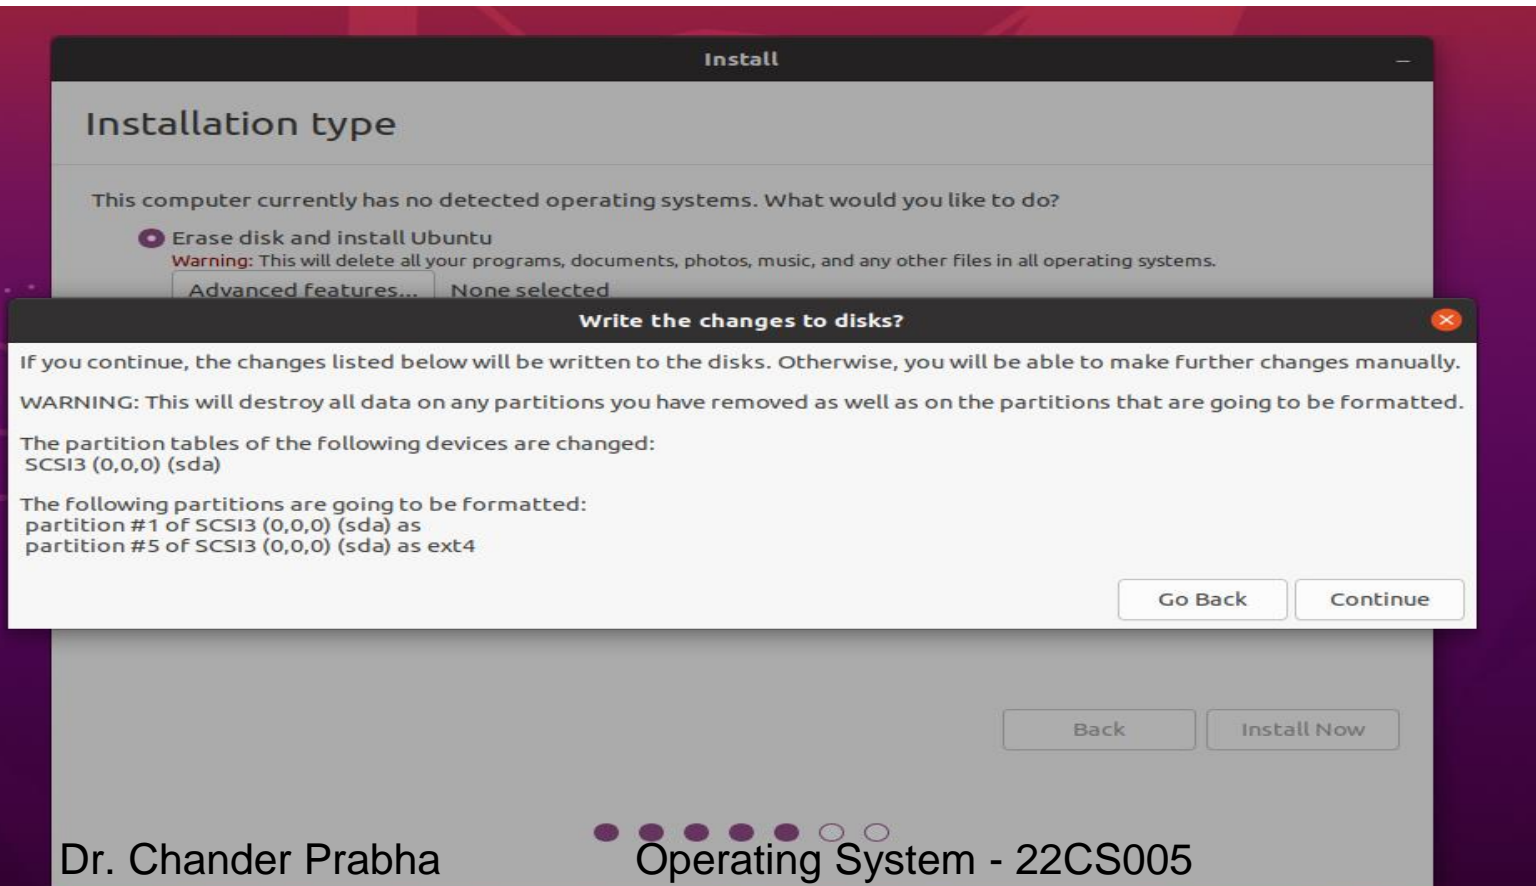 Install
Installation type
This computer currently has no detected operating systems. What would you like to do?
Erase disk and install Ubuntu
Warning: This will delete all your programs, documents, photos, music, and any other files in all operating systems.
Advanced features... None selected
Write the changes to disks?
If you continue, the changes listed below will be written to the disks. Otherwise, you will be able to make further changes manually.
WARNING: This will destroy all data on any partitions you have removed as well as on the partitions that are going to be formatted.
The partition tables of the following devices are changed:
SCSI3 (0,0,0) (sda)
The following partitions are going to be formatted:
partition #1 of SCSI3 (0,0,0) (sda) as
partition #5 of SCSI3 (0,0,0) (sda) as ext4
Go Back Continue
Back Install Now
Dr. Chander Prabha Operating System - 22CS005